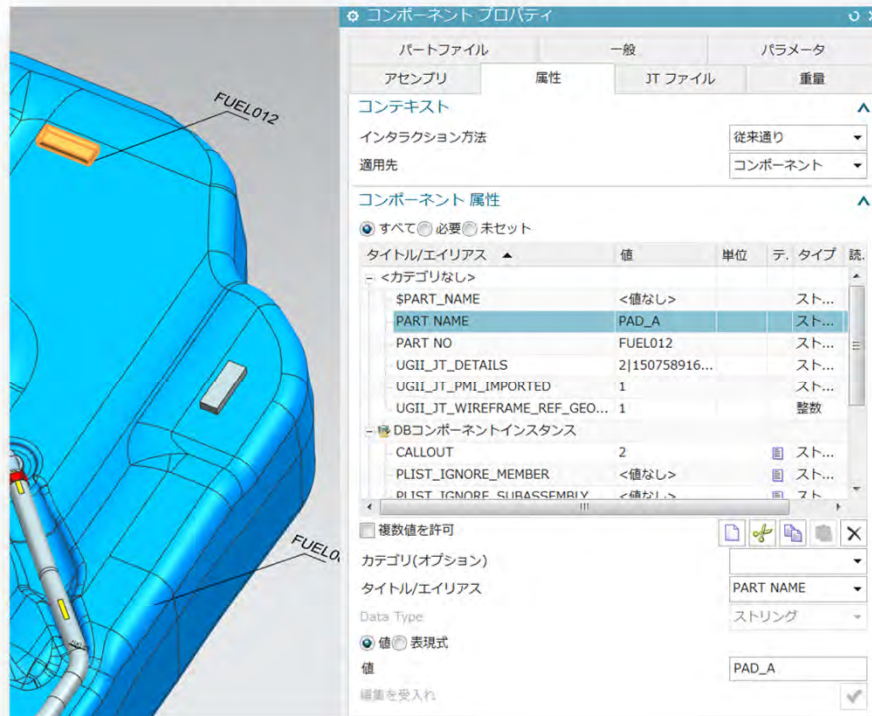 コンポーネント プロパティ
パートファイル 一般 パラメータ
アセンブリ 属性 JT ファイル 重量
コンテキスト
インタラクション方法 従来通り
適用先 コンポーネント
コンポーネント 属性
すべて 必要 未セット
タイトル/エイリアス 値 単位 デ. タイプ 読.
<カテゴリなし>
$PART_NAME <値なし> スト...
PART NAME PAD_A スト...
PART NO FUEL012 スト...
UGII_JT_DETAILS 2|150758916... スト...
UGII_JT_PMI_IMPORTED 1 スト...
UGII_JT_WIREFRAME_REF_GEO... 1 整数
DBコンポーネントインスタンス
CALLOUT 2 スト...
PLIST_IGNORE_MEMBER <値なし> スト...
PLIST_IGNORE_SUBASSEMBLY <値なし> スト
複数値を許可
カテゴリ(オプション)
タイトル/エイリアス PART NAME
Data Type ストリング
値 表現式
値 PAD_A
編集を受入れ
FUEL012
FUEL0